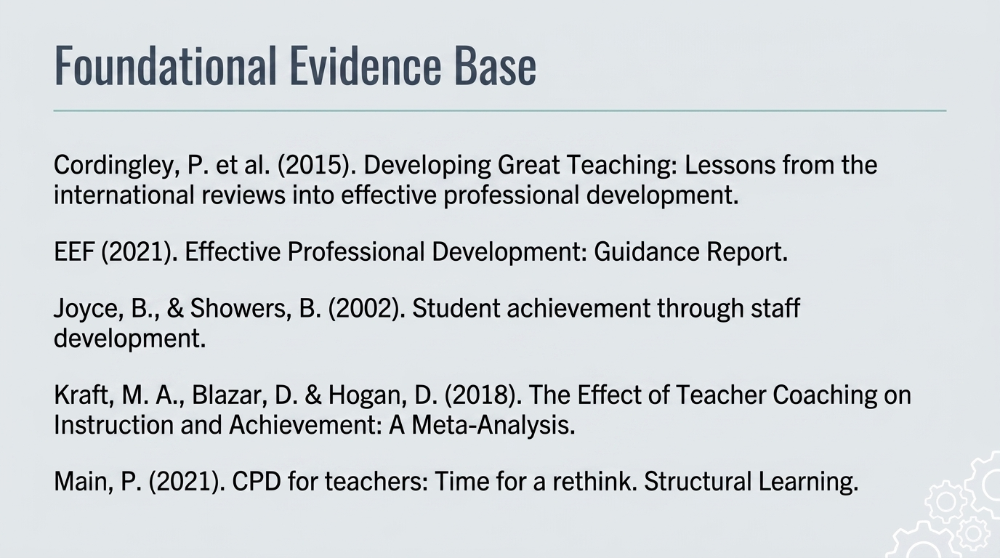 Foundational Evidence Base
Cordingley, P. et al. (2015). Developing Great Teaching: Lessons from the
international reviews into effective professional development.
EEF (2021). Effective Professional Development: Guidance Report.
Joyce, B., & Showers, B. (2002). Student achievement through staff
development.
Kraft, M. A., Blazar, D. & Hogan, D. (2018). The Effect of Teacher Coaching on
Instruction and Achievement: A Meta-Analysis.
Main, P. (2021). CPD for teachers: Time for a rethink. Structural Learning.